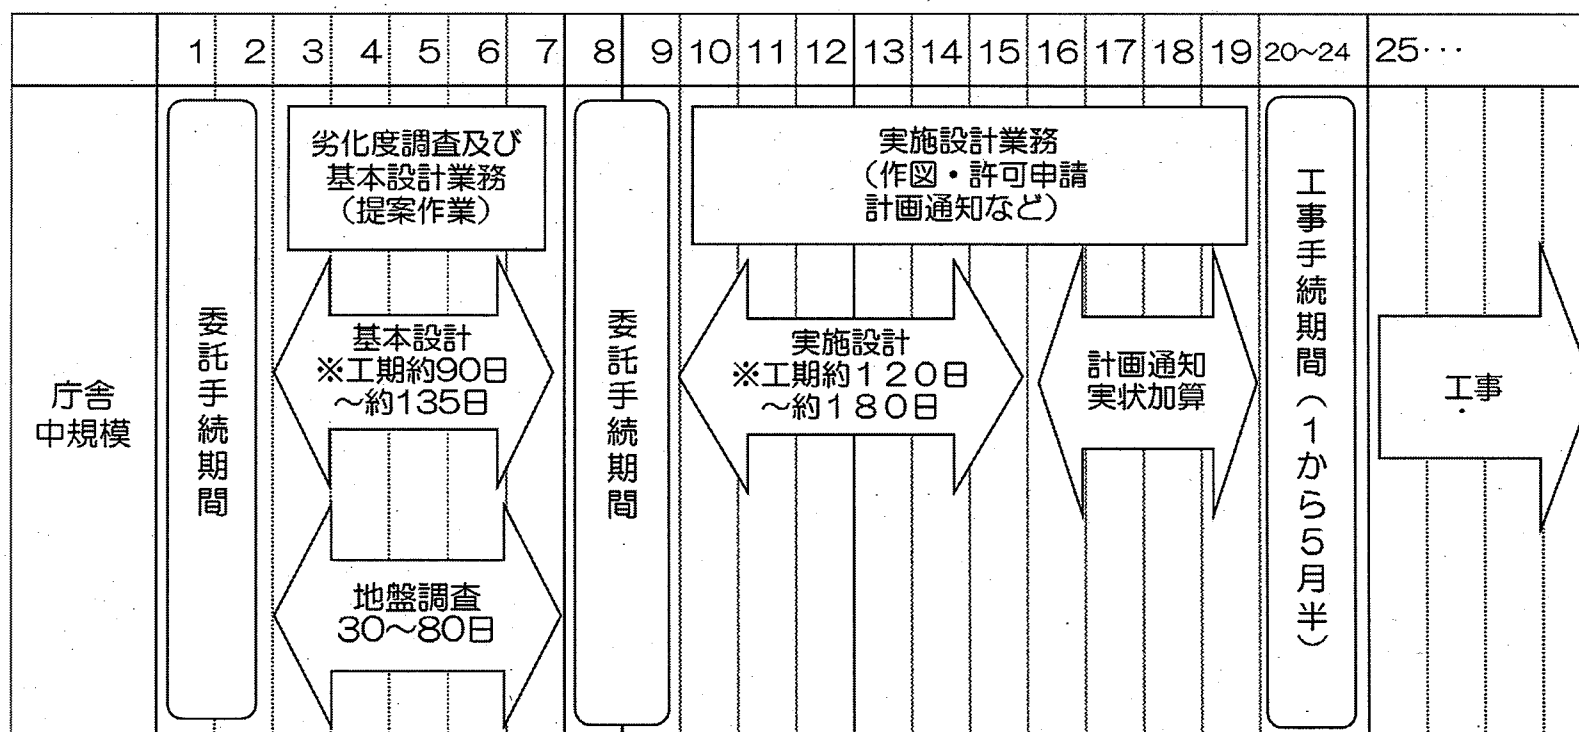 1 2 3 4 5 6 7 8 9 10 11 12 13 14 15 16 17 18 19 20～24 25…
庁舎
中規模
委託手続期間
劣化度調査及び
基本設計業務
（提案作業）
基本設計
※工期約90日
～約135日
地盤調査
30～80日
委託手続期間
実施設計業務
（作図・許可申請
計画通知など）
実施設計
※工期約１２０日
～約１８０日
計画通知
実状加算
工事手続期間（１から５月半）
工事